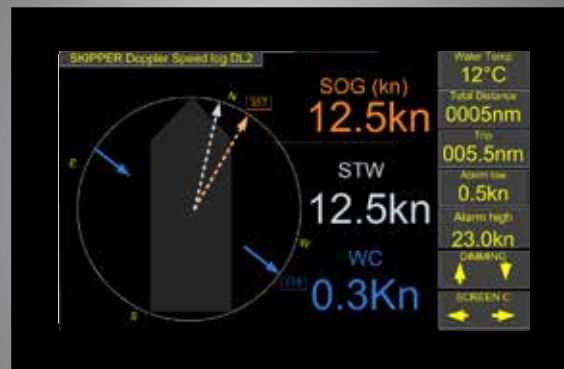 SKIPPER Doppler Speed log DL2
N
E
W
S
SOG (kn)
12.5kn
STW
12.5kn
WC
0.3Kn
Water Temp
12°C
Total Distance
0005nm
Trip
005.5nm
Alarm low
0.5kn
Alarm high
23.0kn
DIMMING
SCREEN C